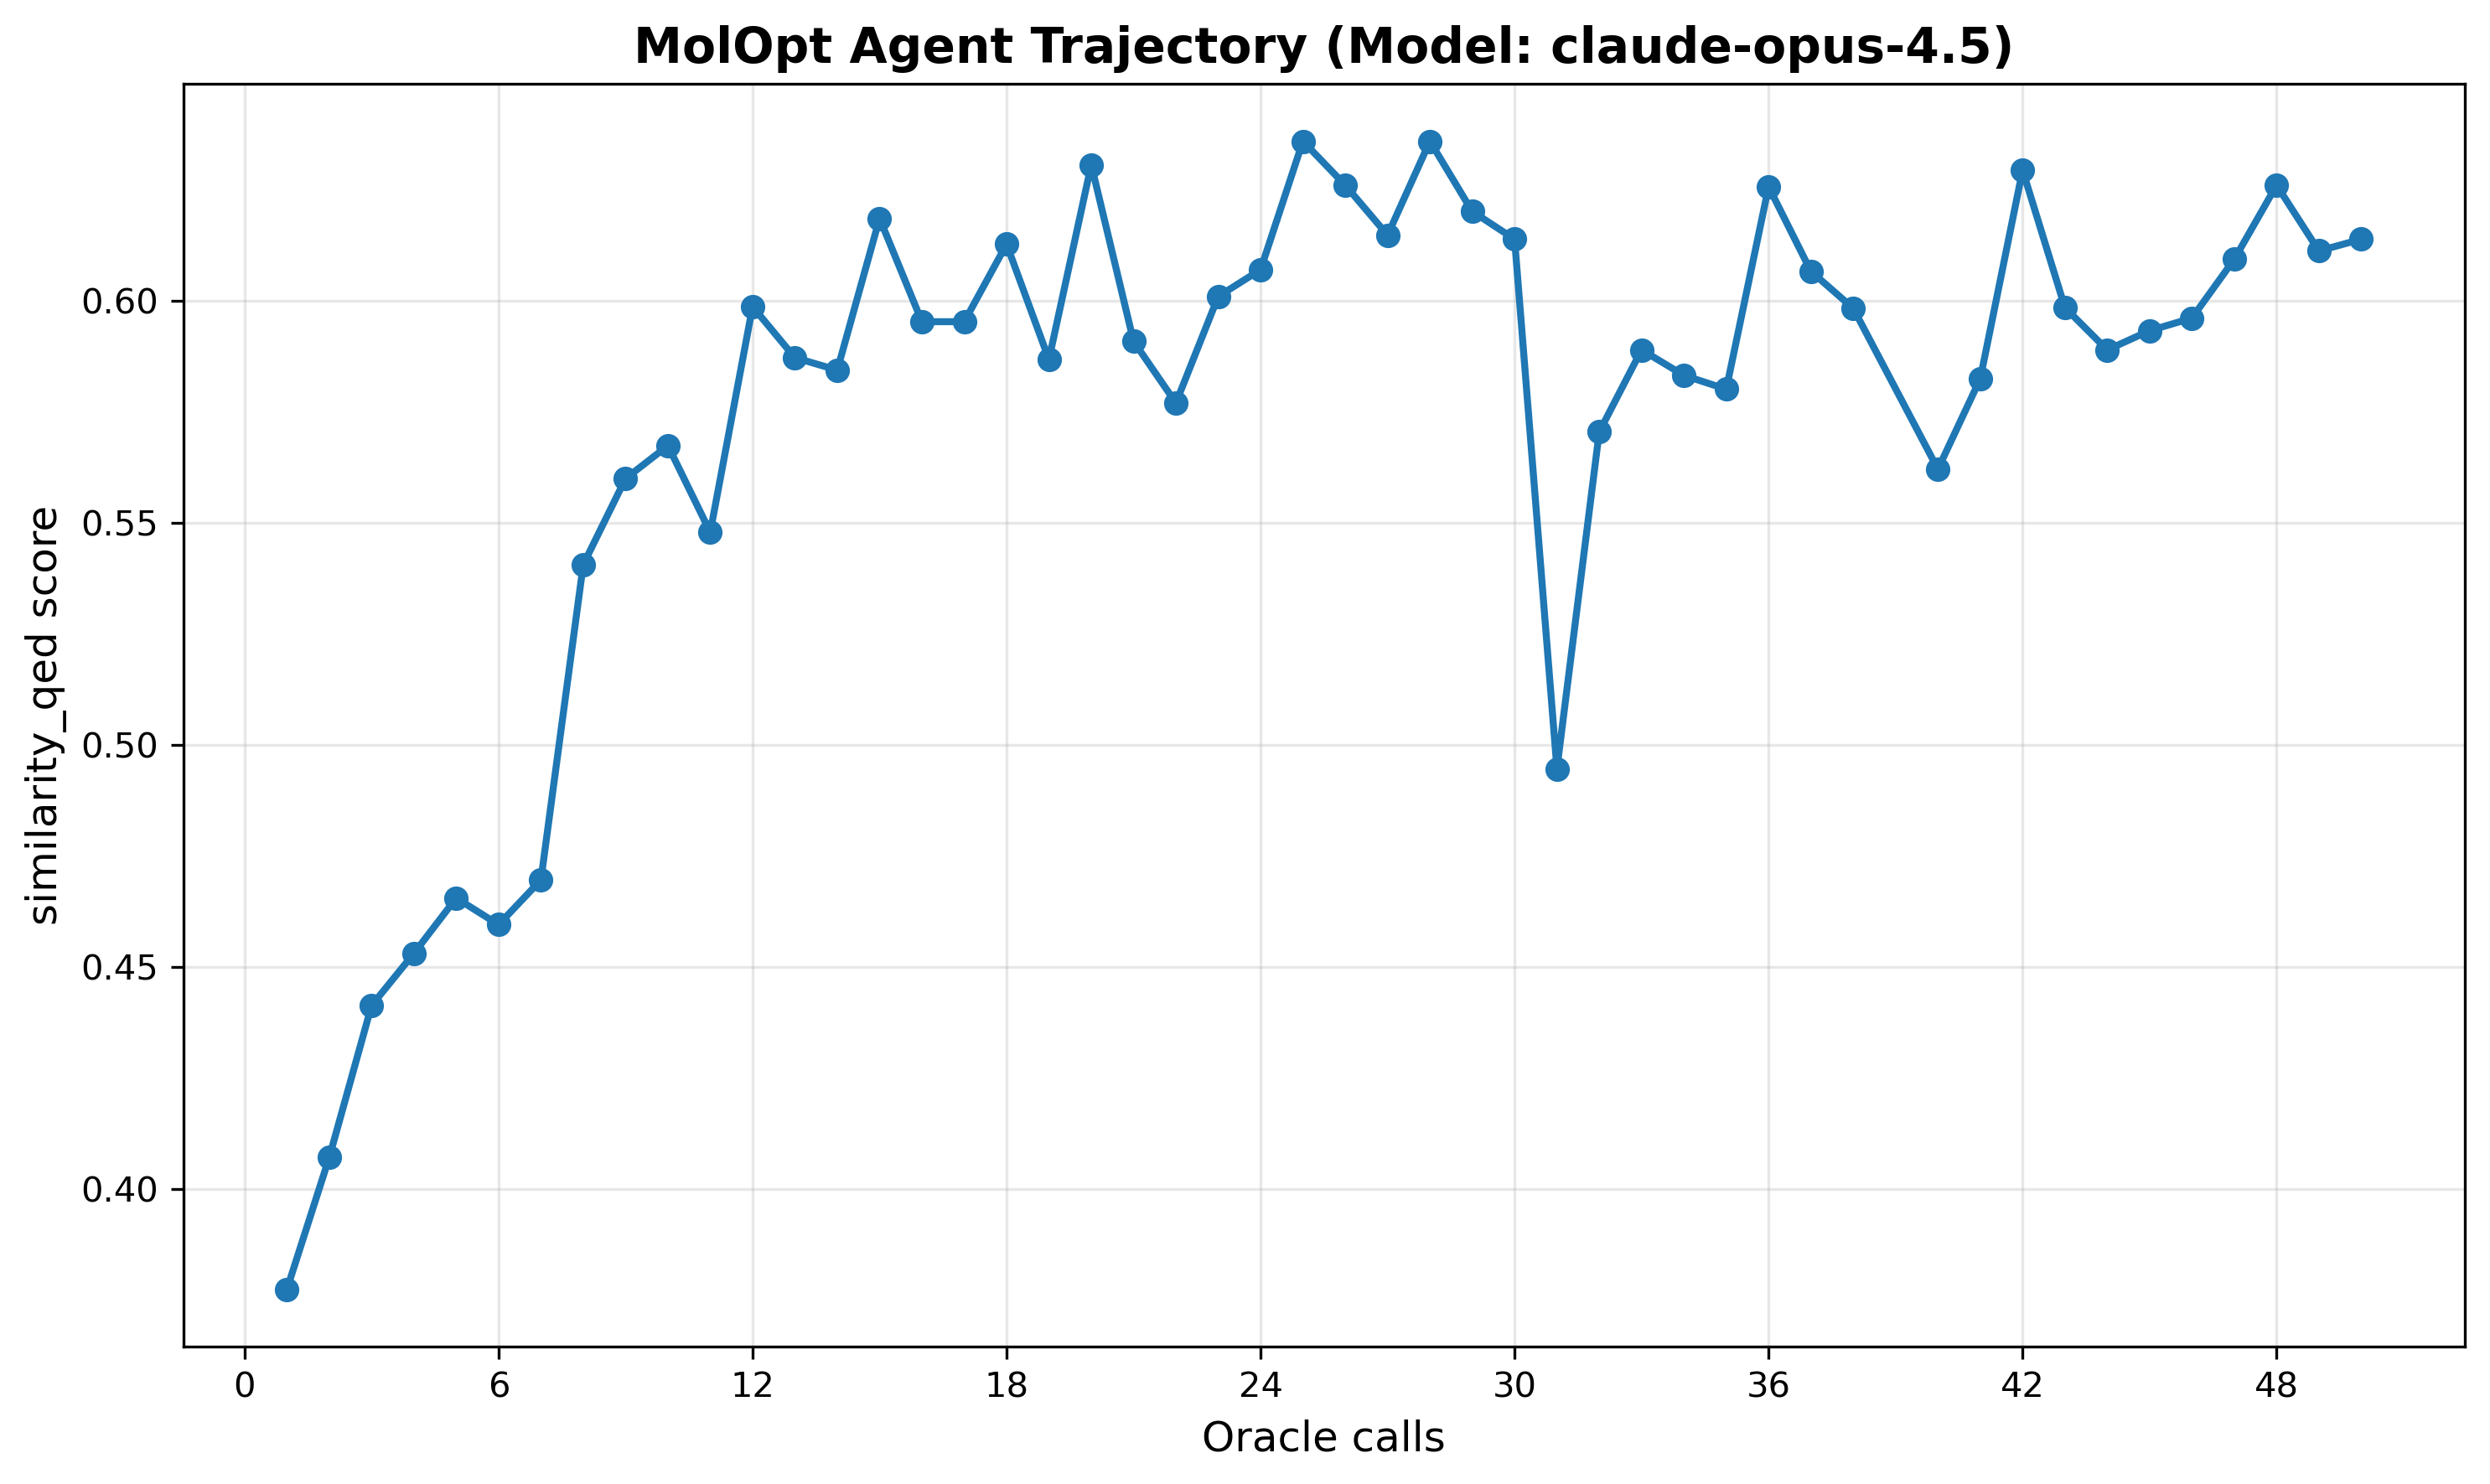 MolOpt Agent Trajectory (Model: claude-opus-4.5)
similarity_qed score
0.60
0.55
0.50
0.45
0.40
0 6 12 18 24 30 36 42 48
Oracle calls